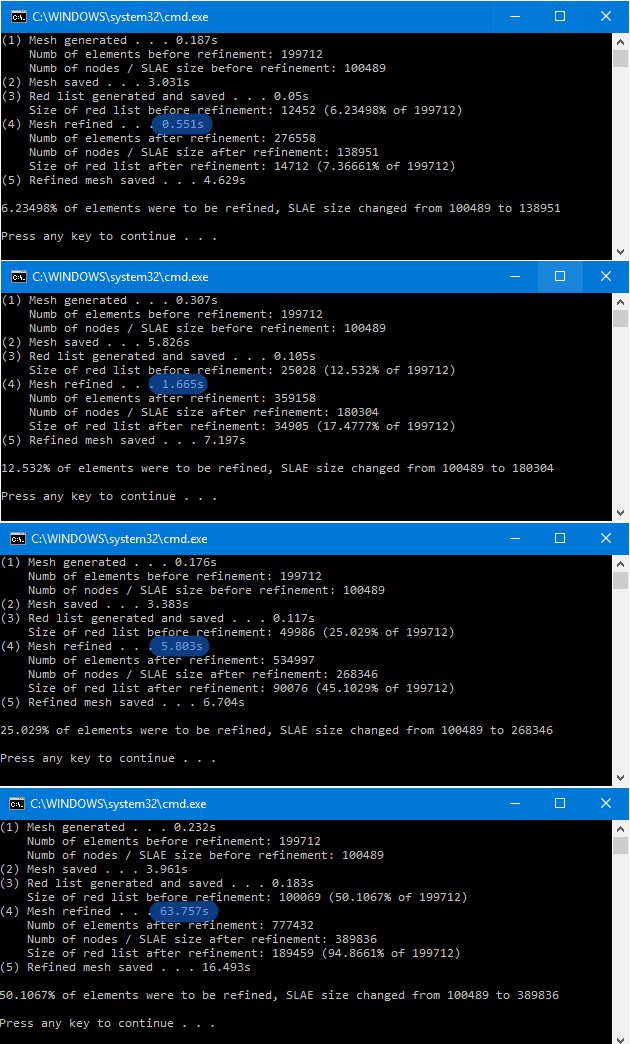 C:\WINDOWS\system32\cmd.exe
(1) Mesh generated . . . 0.187s
Numb of elements before refinement: 199712
Numb of nodes / SLAE size before refinement: 100489
(2) Mesh saved . . . 3.031s
(3) Red list generated and saved . . . 0.05s
Size of red list before refinement: 12452 (6.23498% of 199712)
(4) Mesh refined . . . 0.551s
Numb of elements after refinement: 276558
Numb of nodes / SLAE size after refinement: 138951
Size of red list after refinement: 14712 (7.36661% of 199712)
(5) Refined mesh saved . . . 4.629s
6.23498% of elements were to be refined, SLAE size changed from 100489 to 138951
Press any key to continue . . .
C:\WINDOWS\system32\cmd.exe
(1) Mesh generated . . . 0.307s
Numb of elements before refinement: 199712
Numb of nodes / SLAE size before refinement: 100489
(2) Mesh saved . . . 5.826s
(3) Red list generated and saved . . . 0.105s
Size of red list before refinement: 25028 (12.532% of 199712)
(4) Mesh refined . . . 1.665s
Numb of elements after refinement: 359158
Numb of nodes / SLAE size after refinement: 180304
Size of red list after refinement: 34905 (17.4777% of 199712)
(5) Refined mesh saved . . . 7.197s
12.532% of elements were to be refined, SLAE size changed from 100489 to 180304
Press any key to continue . . .
C:\WINDOWS\system32\cmd.exe
(1) Mesh generated . . . 0.176s
Numb of elements before refinement: 199712
Numb of nodes / SLAE size before refinement: 100489
(2) Mesh saved . . . 3.383s
(3) Red list generated and saved . . . 0.117s
Size of red list before refinement: 49986 (25.029% of 199712)
(4) Mesh refined . . . 5.803s
Numb of elements after refinement: 534997
Numb of nodes / SLAE size after refinement: 268346
Size of red list after refinement: 90076 (45.1029% of 199712)
(5) Refined mesh saved . . . 6.704s
25.029% of elements were to be refined, SLAE size changed from 100489 to 268346
Press any key to continue . . .
C:\WINDOWS\system32\cmd.exe
(1) Mesh generated . . . 0.232s
Numb of elements before refinement: 199712
Numb of nodes / SLAE size before refinement: 100489
(2) Mesh saved . . . 3.961s
(3) Red list generated and saved . . . 0.183s
Size of red list before refinement: 100069 (50.1067% of 199712)
(4) Mesh refined . . . 63.757s
Numb of elements after refinement: 777432
Numb of nodes / SLAE size after refinement: 389836
Size of red list after refinement: 189459 (94.8661% of 199712)
(5) Refined mesh saved . . . 16.493s
50.1067% of elements were to be refined, SLAE size changed from 100489 to 389836
Press any key to continue . . .